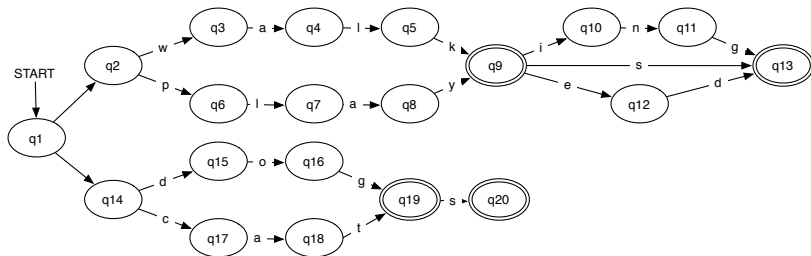 q3 a q4 l q5 q10 n q11
w k i g
q2 q9 s q13
START p y e d
q6 l q7 a q8 q12
q1
q15 o q16
d g
q14 q19 s q20
c t
q17 a q18